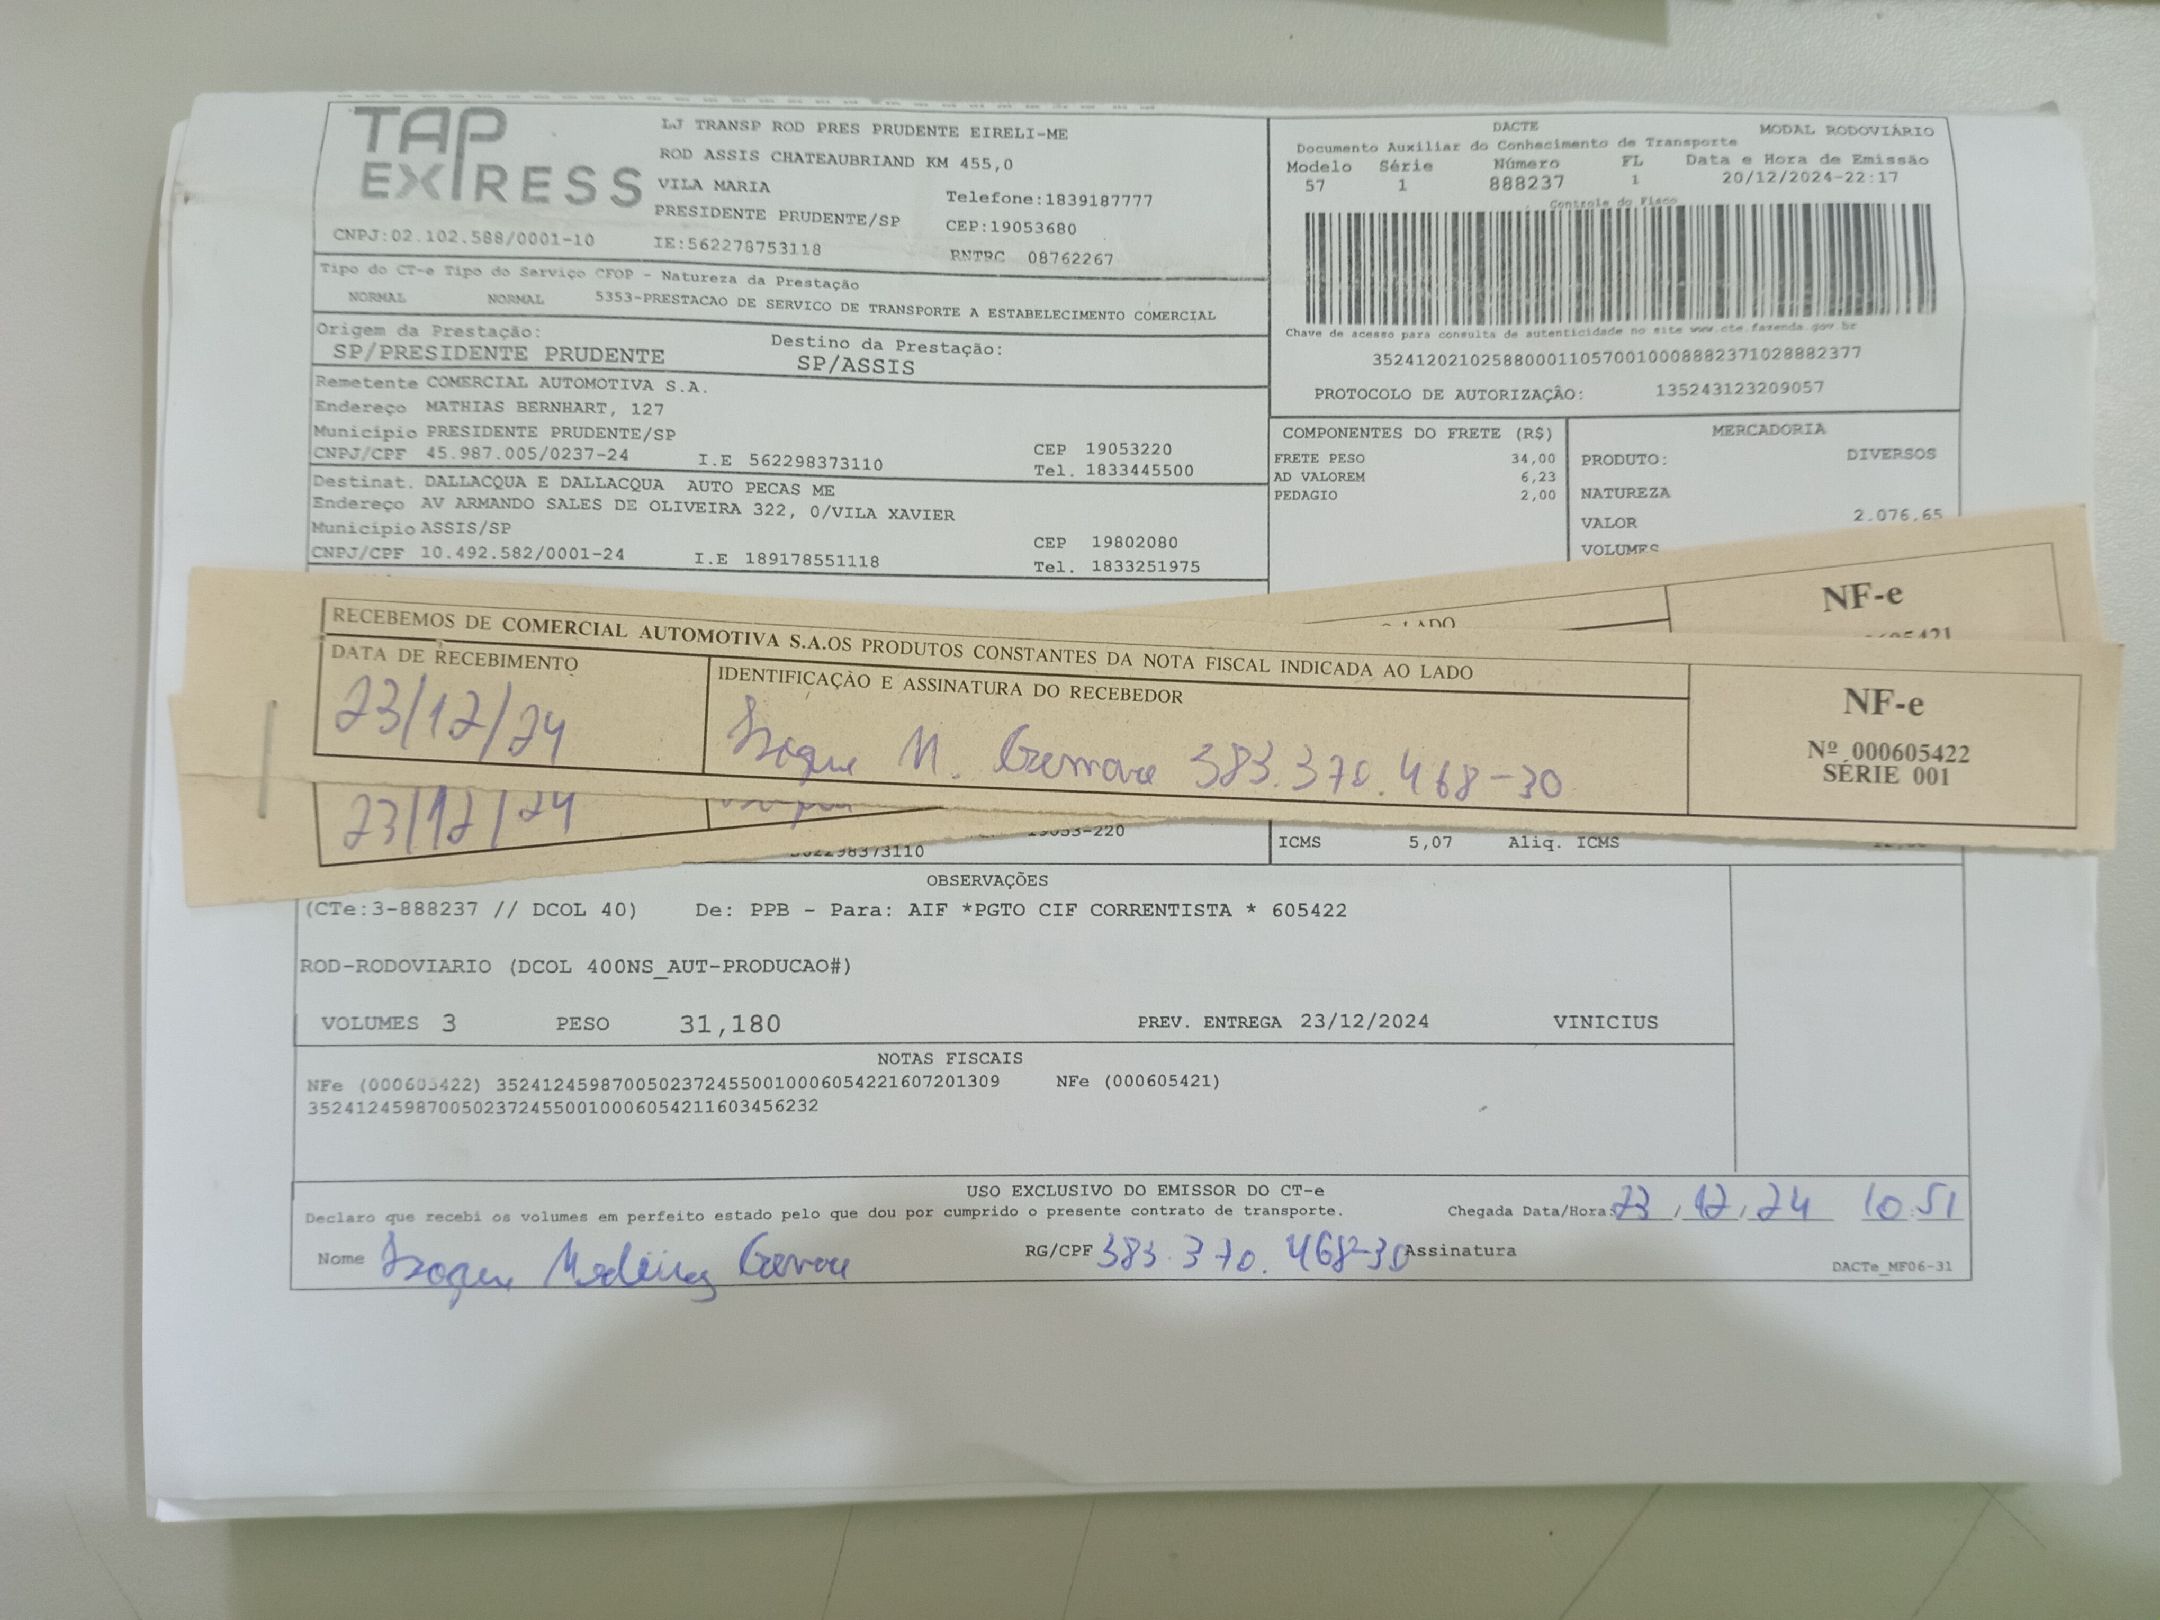 TAP EXPRESS
LJ TRANSP ROD PRES PRUDENTE EIRELI-ME
ROD ASSIS CHATEAUBRIAND KM 455,0
VILA MARIA
Telefone:1839187777
PRESIDENTE PRUDENTE/SP
CEP:19053680
CNPJ:02.102.588/0001-10
IE:562278753118
RNTRC 08762267
DACTE
MODAL RODOVIÁRIO
Documento Auxiliar do Conhecimento de Transporte
Modelo Série Número FL Data e Hora de Emissão
57 1 888237 1 20/12/2024-22:17
Controle do Fisco
Chave de acesso para consulta de autenticidade no site www.cte.fazenda.gov.br
35241202102588000110570010008882371028882377
PROTOCOLO DE AUTORIZAÇÂO: 135243123209057
Tipo do CT-e Tipo do Serviço CFOP - Natureza da Prestação
NORMAL NORMAL 5353-PRESTACAO DE SERVICO DE TRANSPORTE A ESTABELECIMENTO COMERCIAL
Origem da Prestação: Destino da Prestação:
SP/PRESIDENTE PRUDENTE SP/ASSIS
Remetente COMERCIAL AUTOMOTIVA S.A.
Endereço MATHIAS BERNHART, 127
Município PRESIDENTE PRUDENTE/SP CEP 19053220
CNPJ/CPF 45.987.005/0237-24 I.E 562298373110 Tel. 1833445500
Destinat. DALLACQUA E DALLACQUA AUTO PECAS ME
Endereço AV ARMANDO SALES DE OLIVEIRA 322, 0/VILA XAVIER
Município ASSIS/SP CEP 19802080
CNPJ/CPF 10.492.582/0001-24 I.E 189178551118 Tel. 1833251975
COMPONENTES DO FRETE (R$)
FRETE PESO 34,00
AD VALOREM 6,23
PEDAGIO 2,00
MERCADORIA
PRODUTO: DIVERSOS
NATUREZA
VALOR 2.076,65
VOLUMES
NF-e
RECEBEMOS DE COMERCIAL AUTOMOTIVA S.A.OS PRODUTOS CONSTANTES DA NOTA FISCAL INDICADA AO LADO
DATA DE RECEBIMENTO
23/12/24
IDENTIFICAÇÃO E ASSINATURA DO RECEBEDOR
M. 383.370.468-30
NF-e
Nº 000605422
SÉRIE 001
23/12/24
ICMS 5,07 Aliq. ICMS
OBSERVAÇÕES
(CTe:3-888237 // DCOL 40) De: PPB - Para: AIF *PGTO CIF CORRENTISTA * 605422
ROD-RODOVIARIO (DCOL 400NS_AUT-PRODUCAO#)
VOLUMES 3 PESO 31,180 PREV. ENTREGA 23/12/2024 VINICIUS
NOTAS FISCAIS
NFe (000605422) 35241245987005023724550010006054221607201309 NFe (000605421)
35241245987005023724550010006054211603456232
USO EXCLUSIVO DO EMISSOR DO CT-e
Declaro que recebi os volumes em perfeito estado pelo que dou por cumprido o presente contrato de transporte.
Chegada Data/Hora: 23/12/24 10:51
Nome
RG/CPF 383.370.468-30 Assinatura
DACTe_MF06-31